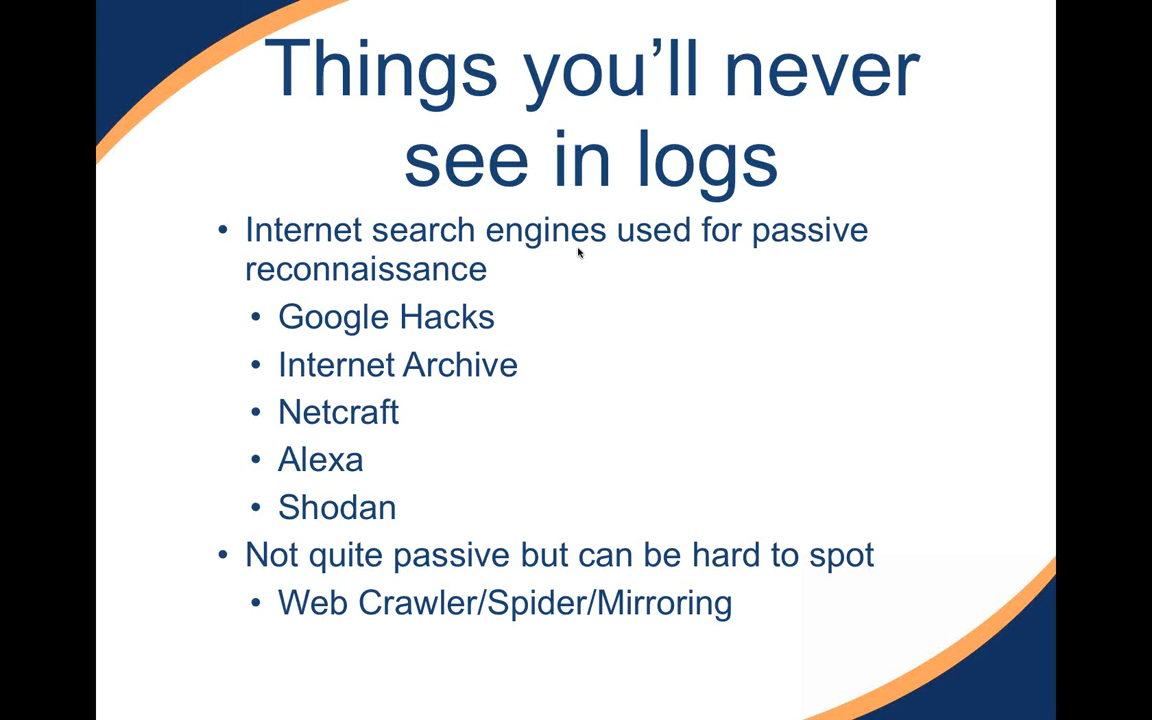 Things you’ll never
see in logs
• Internet search engines used for passive
reconnaissance
• Google Hacks
• Internet Archive
• Netcraft
• Alexa
• Shodan
• Not quite passive but can be hard to spot
• Web Crawler/Spider/Mirroring